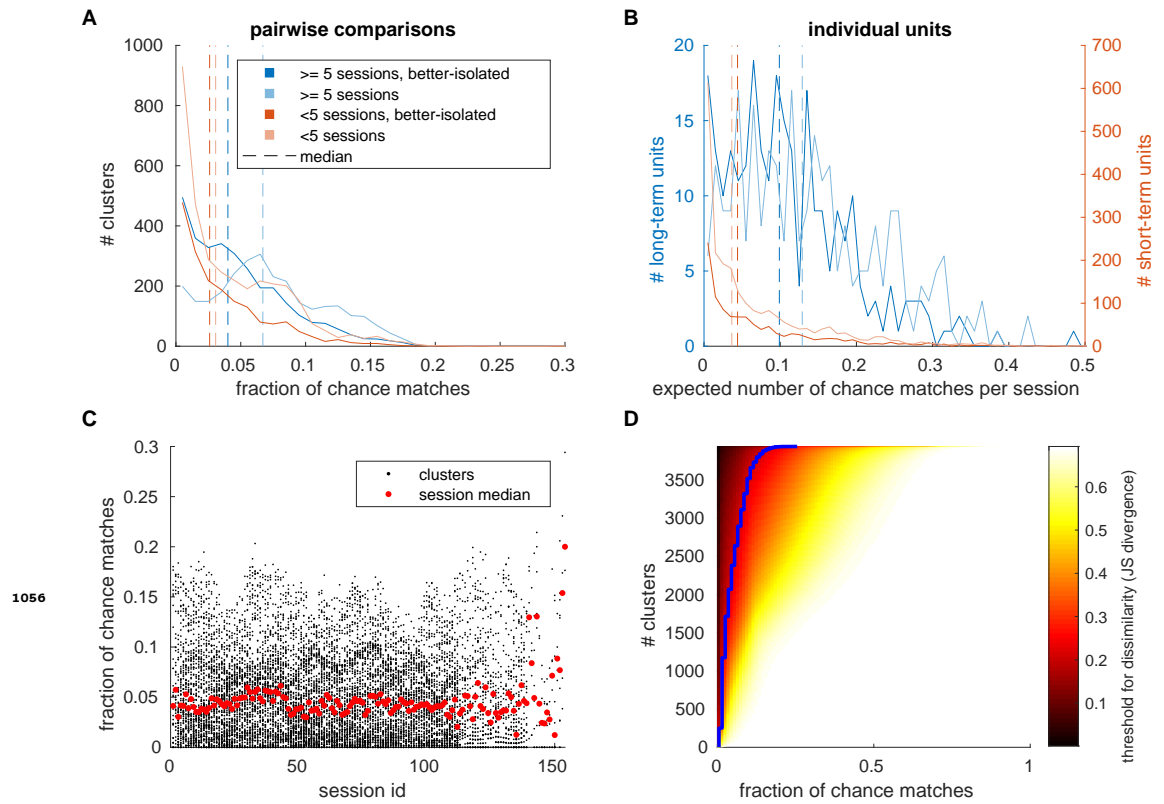 A
pairwise comparisons
1000
800
600
400
200
0
# clusters
>= 5 sessions, better-isolated
>= 5 sessions
<5 sessions, better-isolated
<5 sessions
median
0
0.05
0.1
0.15
0.2
0.25
0.3
fraction of chance matches
B
individual units
20
15
10
5
0
# long-term units
700
600
500
400
300
200
100
0
# short-term units
0
0.1
0.2
0.3
0.4
0.5
expected number of chance matches per session
C
0.3
0.25
0.2
0.15
0.1
0.05
0
fraction of chance matches
clusters
session median
0
50
100
150
session id
1056
D
3500
3000
2500
2000
1500
1000
500
0
# clusters
0
0.5
1
fraction of chance matches
0.6
0.5
0.4
0.3
0.2
0.1
threshold for dissimilarity (JS divergence)